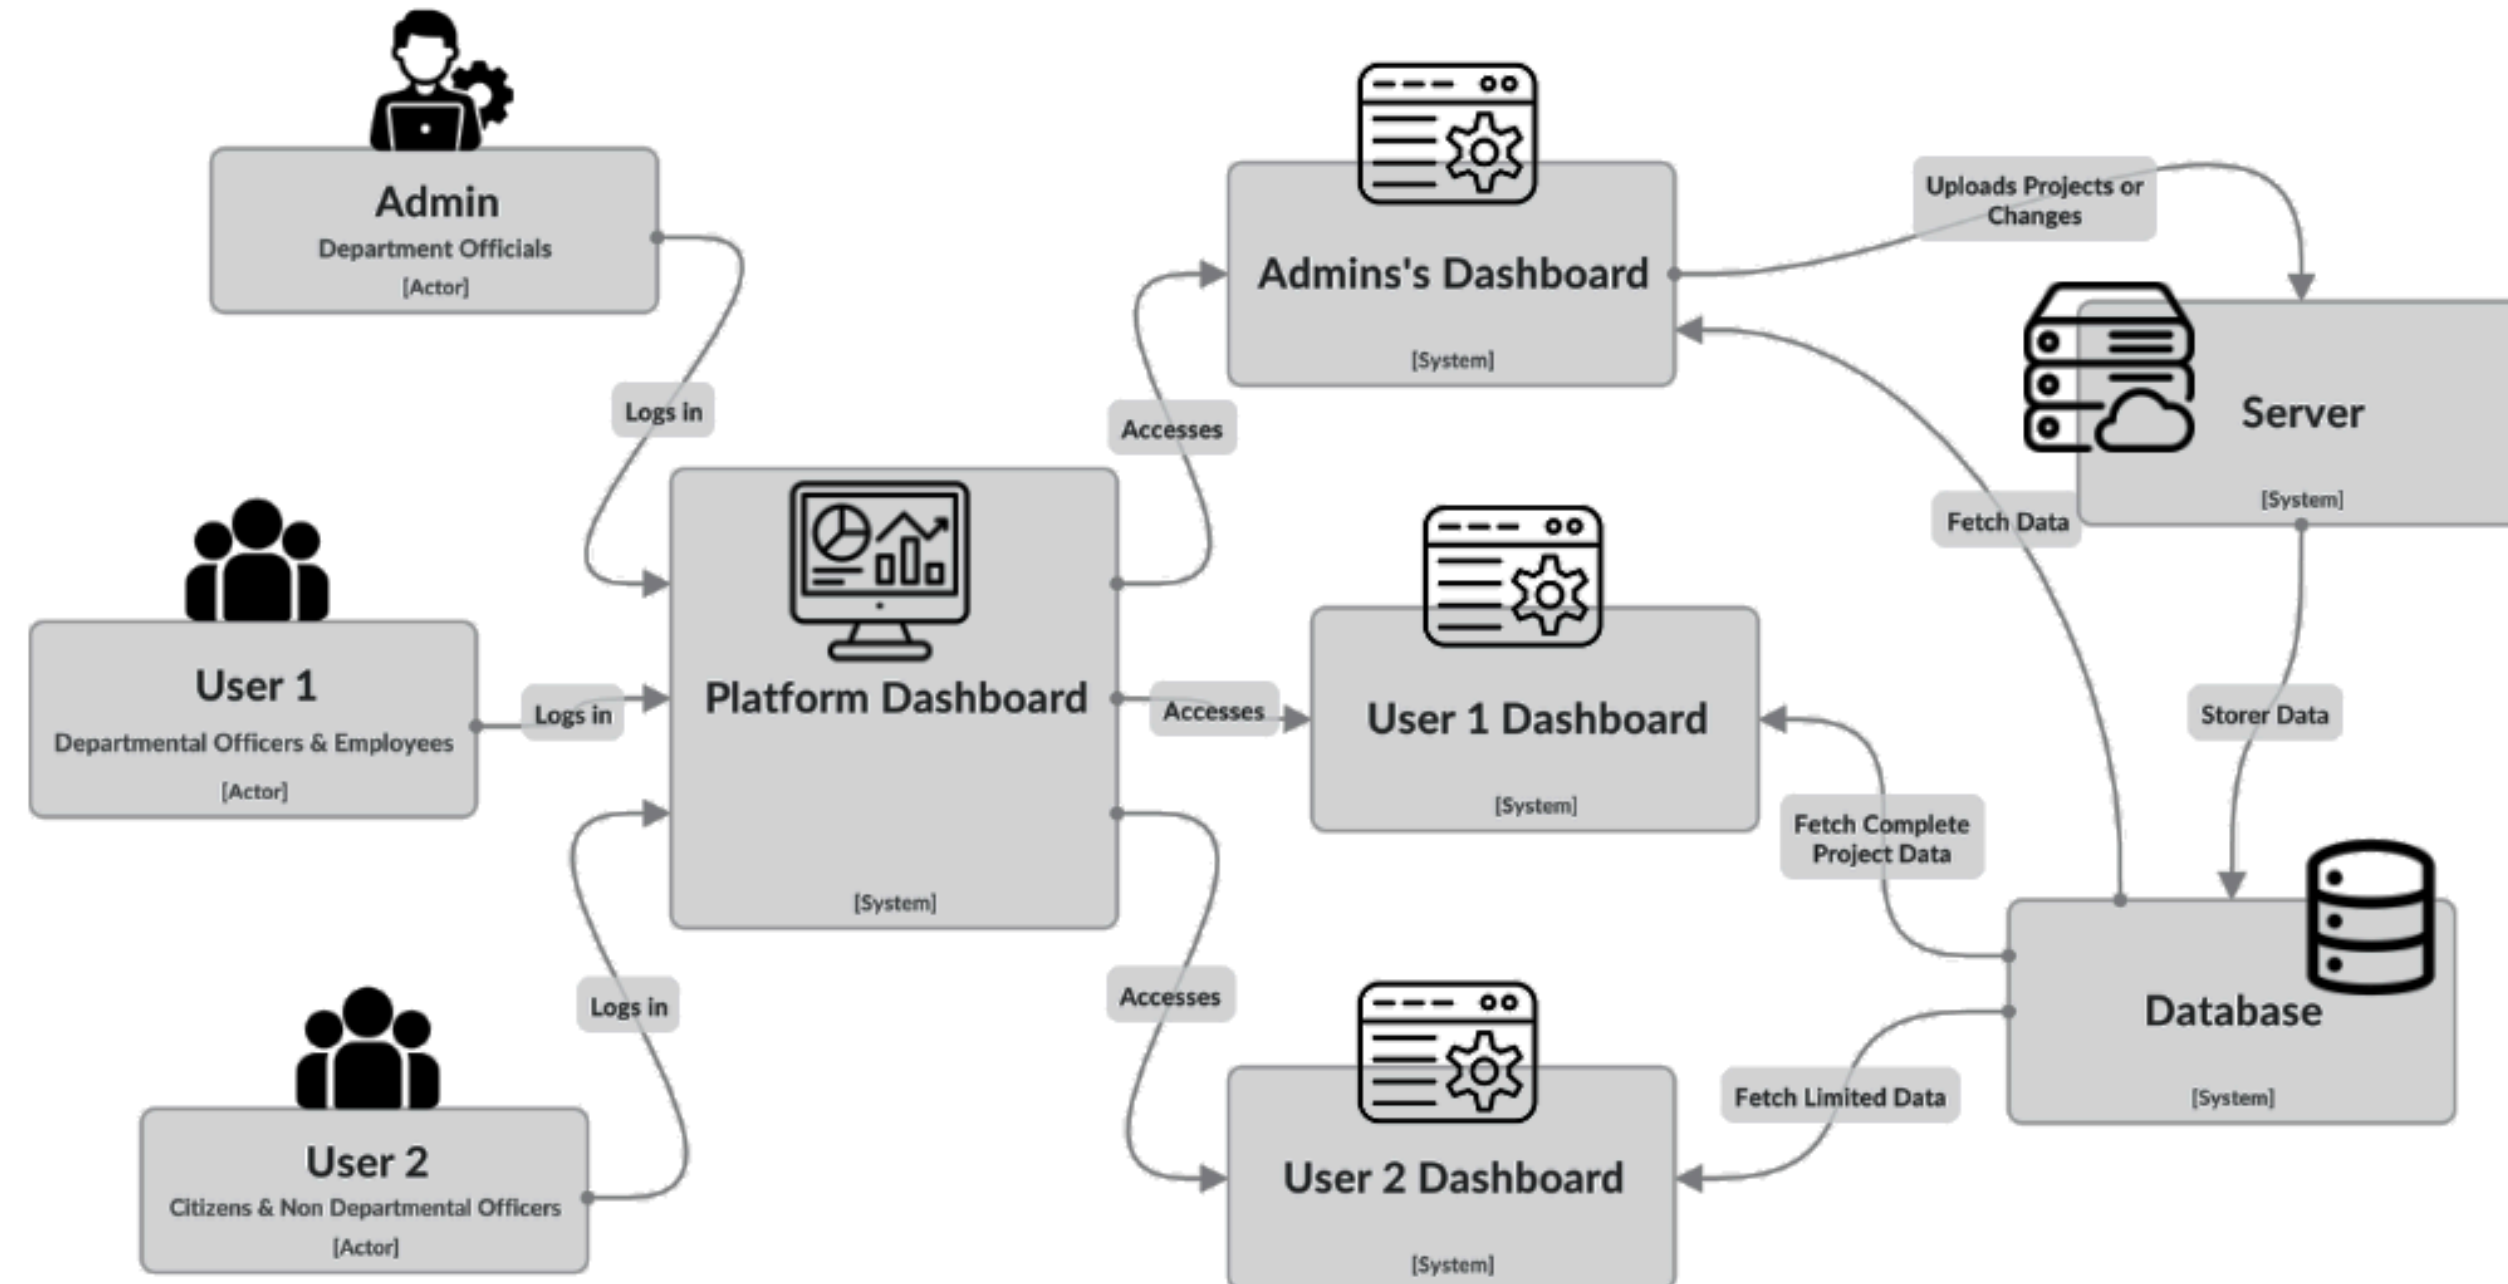 Admin
Department Officials
[Actor]
Logs in
User 1
Departmental Officers & Employees
[Actor]
Logs in
User 2
Citizens & Non Departmental Officers
[Actor]
Logs in
Platform Dashboard
[System]
Accesses
Accesses
Accesses
Admins's Dashboard
[System]
User 1 Dashboard
[System]
User 2 Dashboard
[System]
Uploads Projects or
Changes
Server
[System]
Fetch Data
Storer Data
Fetch Complete
Project Data
Fetch Limited Data
Database
[System]